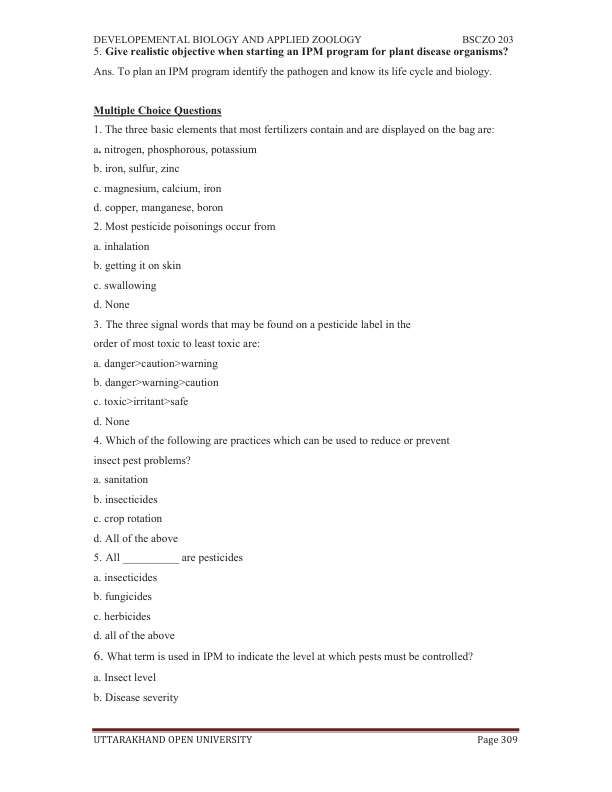 DEVELOPEMENTAL BIOLOGY AND APPLIED ZOOLOGY BSCZO 203
5. Give realistic objective when starting an IPM program for plant disease organisms?
Ans. To plan an IPM program identify the pathogen and know its life cycle and biology.
Multiple Choice Questions
1. The three basic elements that most fertilizers contain and are displayed on the bag are:
a. nitrogen, phosphorous, potassium
b. iron, sulfur, zinc
c. magnesium, calcium, iron
d. copper, manganese, boron
2. Most pesticide poisonings occur from
a. inhalation
b. getting it on skin
c. swallowing
d. None
3. The three signal words that may be found on a pesticide label in the
order of most toxic to least toxic are:
a. danger>caution>warning
b. danger>warning>caution
c. toxic>irritant>safe
d. None
4. Which of the following are practices which can be used to reduce or prevent
insect pest problems?
a. sanitation
b. insecticides
c. crop rotation
d. All of the above
5. All __________ are pesticides
a. insecticides
b. fungicides
c. herbicides
d. all of the above
6. What term is used in IPM to indicate the level at which pests must be controlled?
a. Insect level
b. Disease severity
UTTARAKHAND OPEN UNIVERSITY Page 309